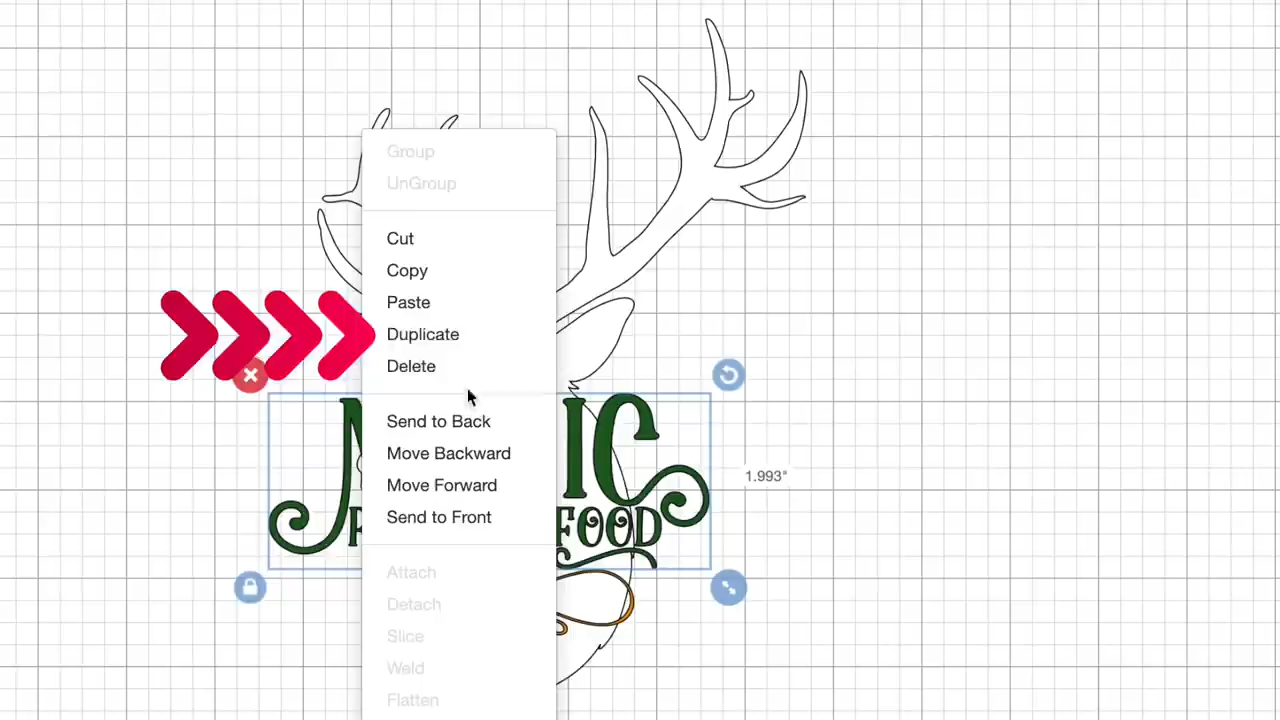 Group
UnGroup
Cut
Copy
Paste
Duplicate
Delete
Send to Back
Move Backward
Move Forward
Send to Front
Attach
Detach
Slice
Weld
Flatten
IC
FOOD
1.993"